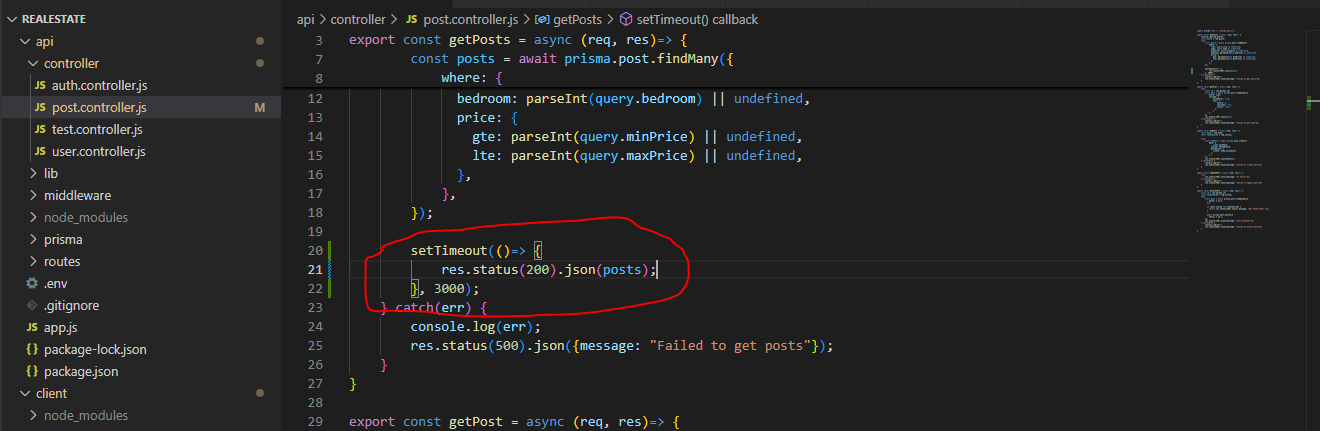 REALESTATE
api
controller
JS auth.controller.js
JS post.controller.js M
JS test.controller.js
JS user.controller.js
lib
middleware
node_modules
prisma
routes
.env
.gitignore
JS app.js
{} package-lock.json
{} package.json
client
node_modules
api > controller > JS post.controller.js > getPosts > setTimeout() callback
3 export const getPosts = async (req, res)=> {
7 const posts = await prisma.post.findMany({
8 where: {
12 bedroom: parseInt(query.bedroom) || undefined,
13 price: {
14 gte: parseInt(query.minPrice) || undefined,
15 lte: parseInt(query.maxPrice) || undefined,
16 },
17 },
18 });
19
20 setTimeout(()=> {
21 res.status(200).json(posts);
22 }, 3000);
23 } catch(err) {
24 console.log(err);
25 res.status(500).json({message: "Failed to get posts"});
26 }
27 }
28
29 export const getPost = async (req, res)=> {